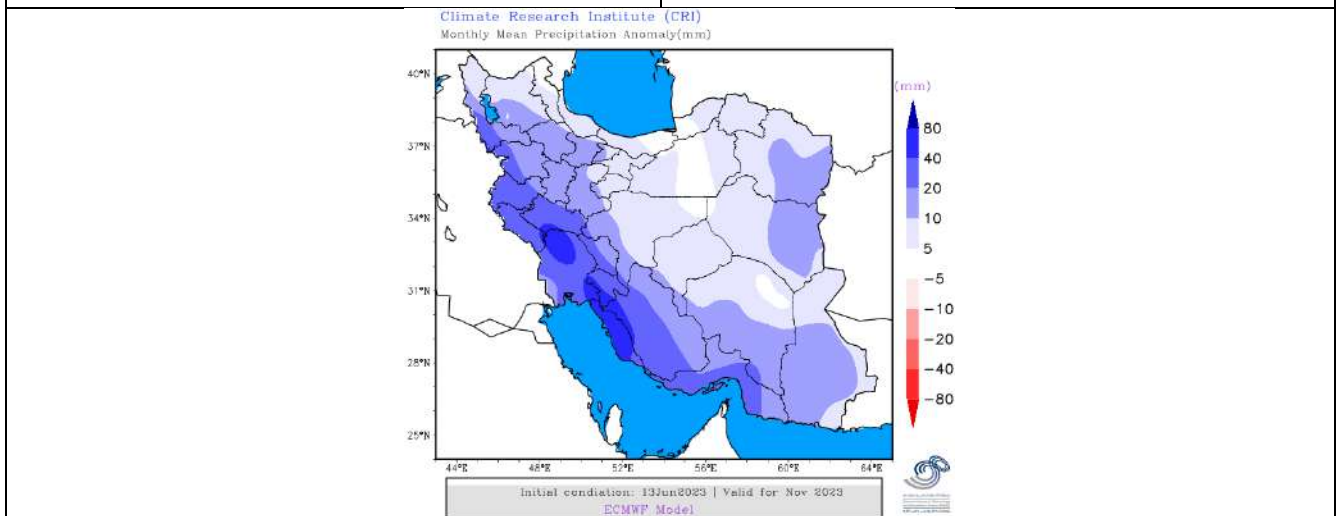 Climate Research Institute (CRI)
Monthly Mean Precipitation Anomaly(mm)
(mm)
40°N
37°N
34°N
31°N
28°N
25°N
44°E 48°E 52°E 56°E 60°E 64°E
80
40
20
10
5
−5
−10
−20
−40
−80
Initial condiation: 13Jun2023 | Valid for Nov 2023
ECMWF Model